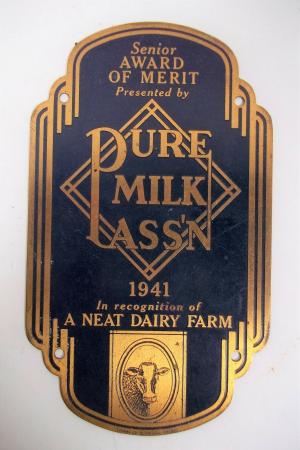 Senior
AWARD
OF MERIT
Presented by
PURE
MILK
ASS'N
1941
In recognition of
A NEAT DAIRY FARM